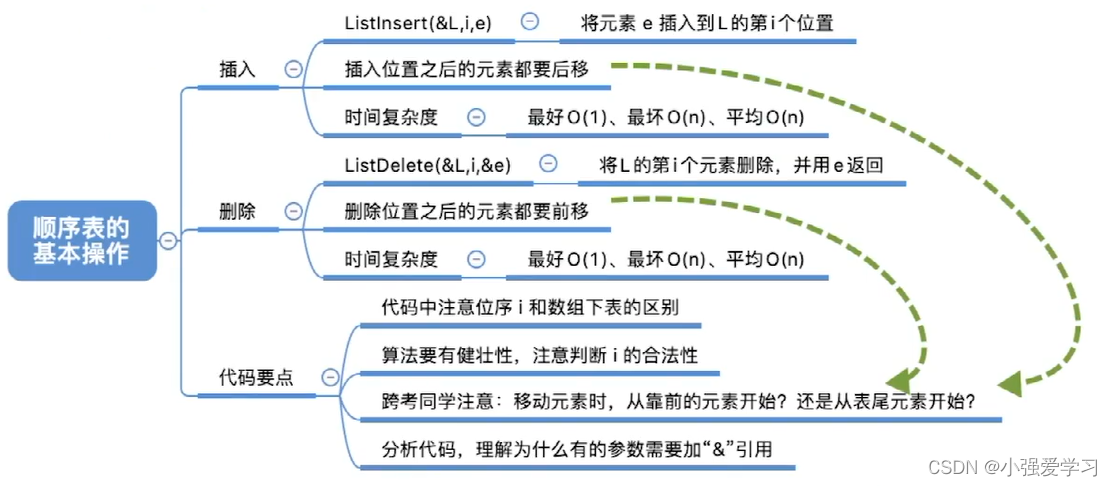 顺序表的
基本操作
插入
ListInsert(&L,i,e)
将元素 e 插入到L的第i个位置
插入位置之后的元素都要后移
时间复杂度
最好O(1)、最坏O(n)、平均O(n)
删除
ListDelete(&L,i,&e)
将L的第i个元素删除，并用e返回
删除位置之后的元素都要前移
时间复杂度
最好O(1)、最坏O(n)、平均O(n)
代码要点
代码中注意位序 i 和数组下表的区别
算法要有健壮性，注意判断 i 的合法性
跨考同学注意：移动元素时，从靠前的元素开始？还是从表尾元素开始？
分析代码，理解为什么有的参数需要加“&”引用
CSDN @小强爱学习